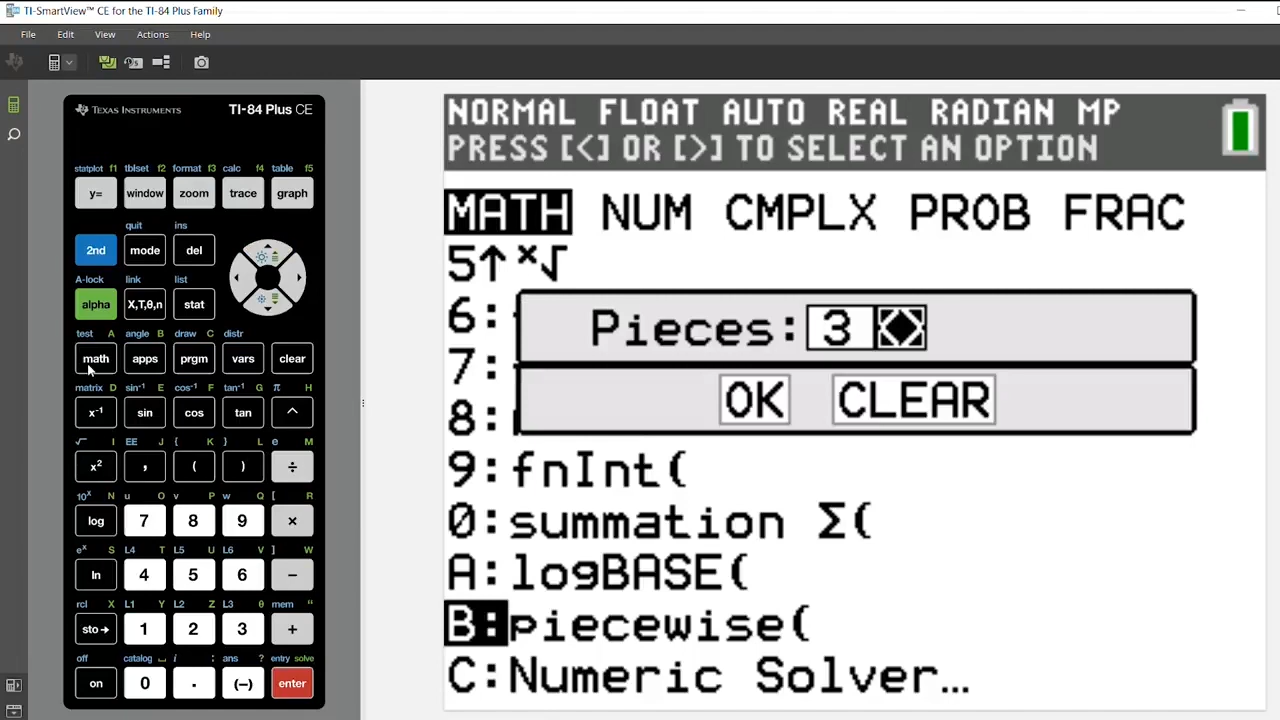 TI-SmartView™ CE for the TI-84 Plus Family
File Edit View Actions Help
TEXAS INSTRUMENTS TI-84 Plus CE
statplot f1 tblset f2 format f3 calc f4 table f5
y= window zoom trace graph
quit ins
2nd mode del
A-lock link list
alpha X,T,θ,n stat
test A angle B draw C distr
math apps prgm vars clear
matrix D sin⁻¹ E cos⁻¹ F tan⁻¹ G π H
x⁻¹ sin cos tan ^
√ I EE J { K } L e M
x² , ( ) ÷
10ˣ N u O v P w Q [ R
log 7 8 9 ×
eˣ S L4 T L5 U L6 V ] W
ln 4 5 6 −
rcl X L1 Y L2 Z L3 θ mem "
sto→ 1 2 3 +
off catalog ⎵ i : ans ? entry solve
on 0 . (−) enter
NORMAL FLOAT AUTO REAL RADIAN MP
PRESS [<] OR [>] TO SELECT AN OPTION
MATH NUM CMPLX PROB FRAC
5↑ˣ√
6:
Pieces: 3
7:
OK CLEAR
8:
9:fnInt(
0:summation Σ(
A:logBASE(
B:piecewise(
C:Numeric Solver…